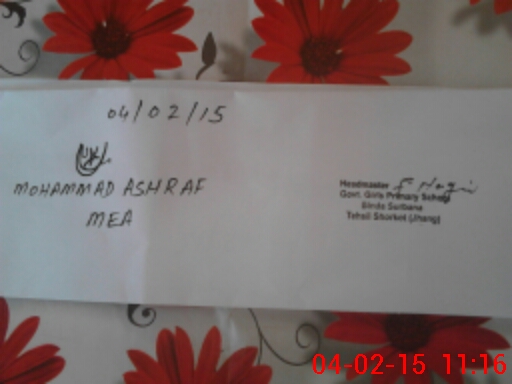 04/02/15
MOHAMMAD ASHRAF
MEA
Headmaster
Govt. Girls Primary School
Tehsil Shorkot (Jhang)
04-02-15 11:16